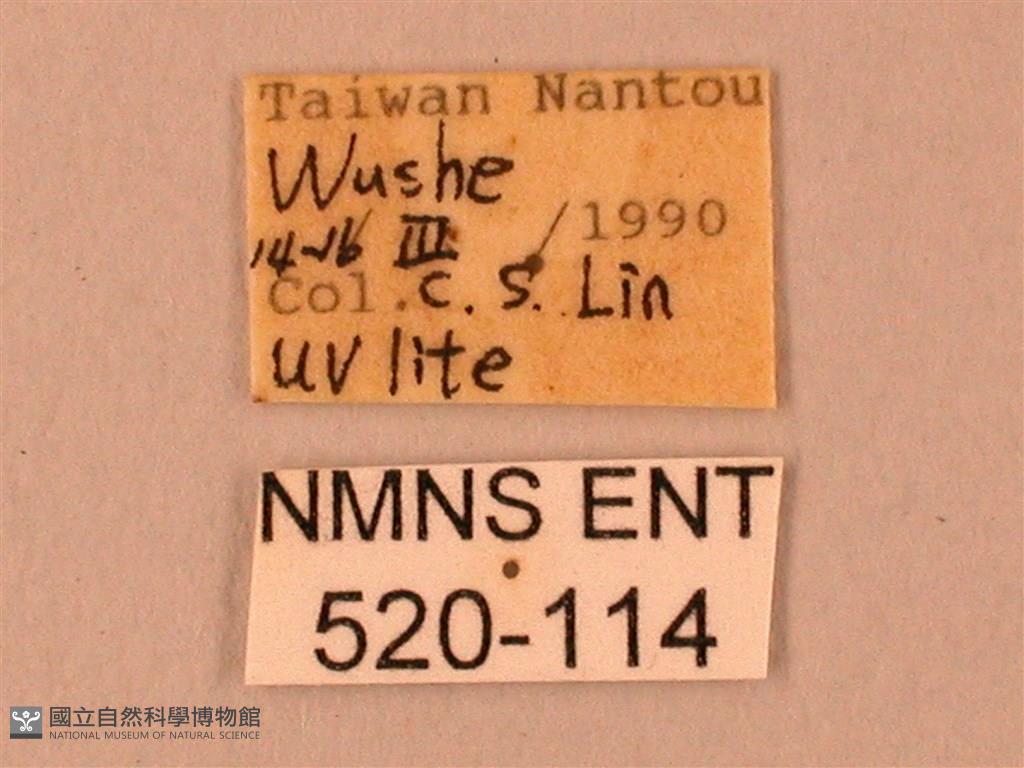 Taiwan Nantou
Wushe
14-16 III /1990
Col. C. S. Lin
UV lite
NMNS ENT
520-114
國立自然科學博物館
NATIONAL MUSEUM OF NATURAL SCIENCE